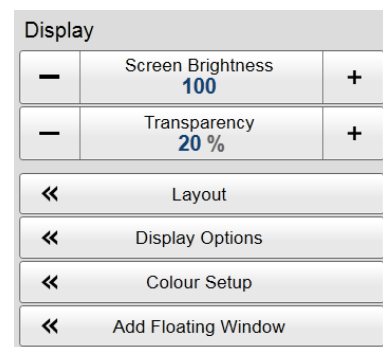 Display
Screen Brightness
− 100 +
Transparency
− 20 % +
« Layout
« Display Options
« Colour Setup
« Add Floating Window